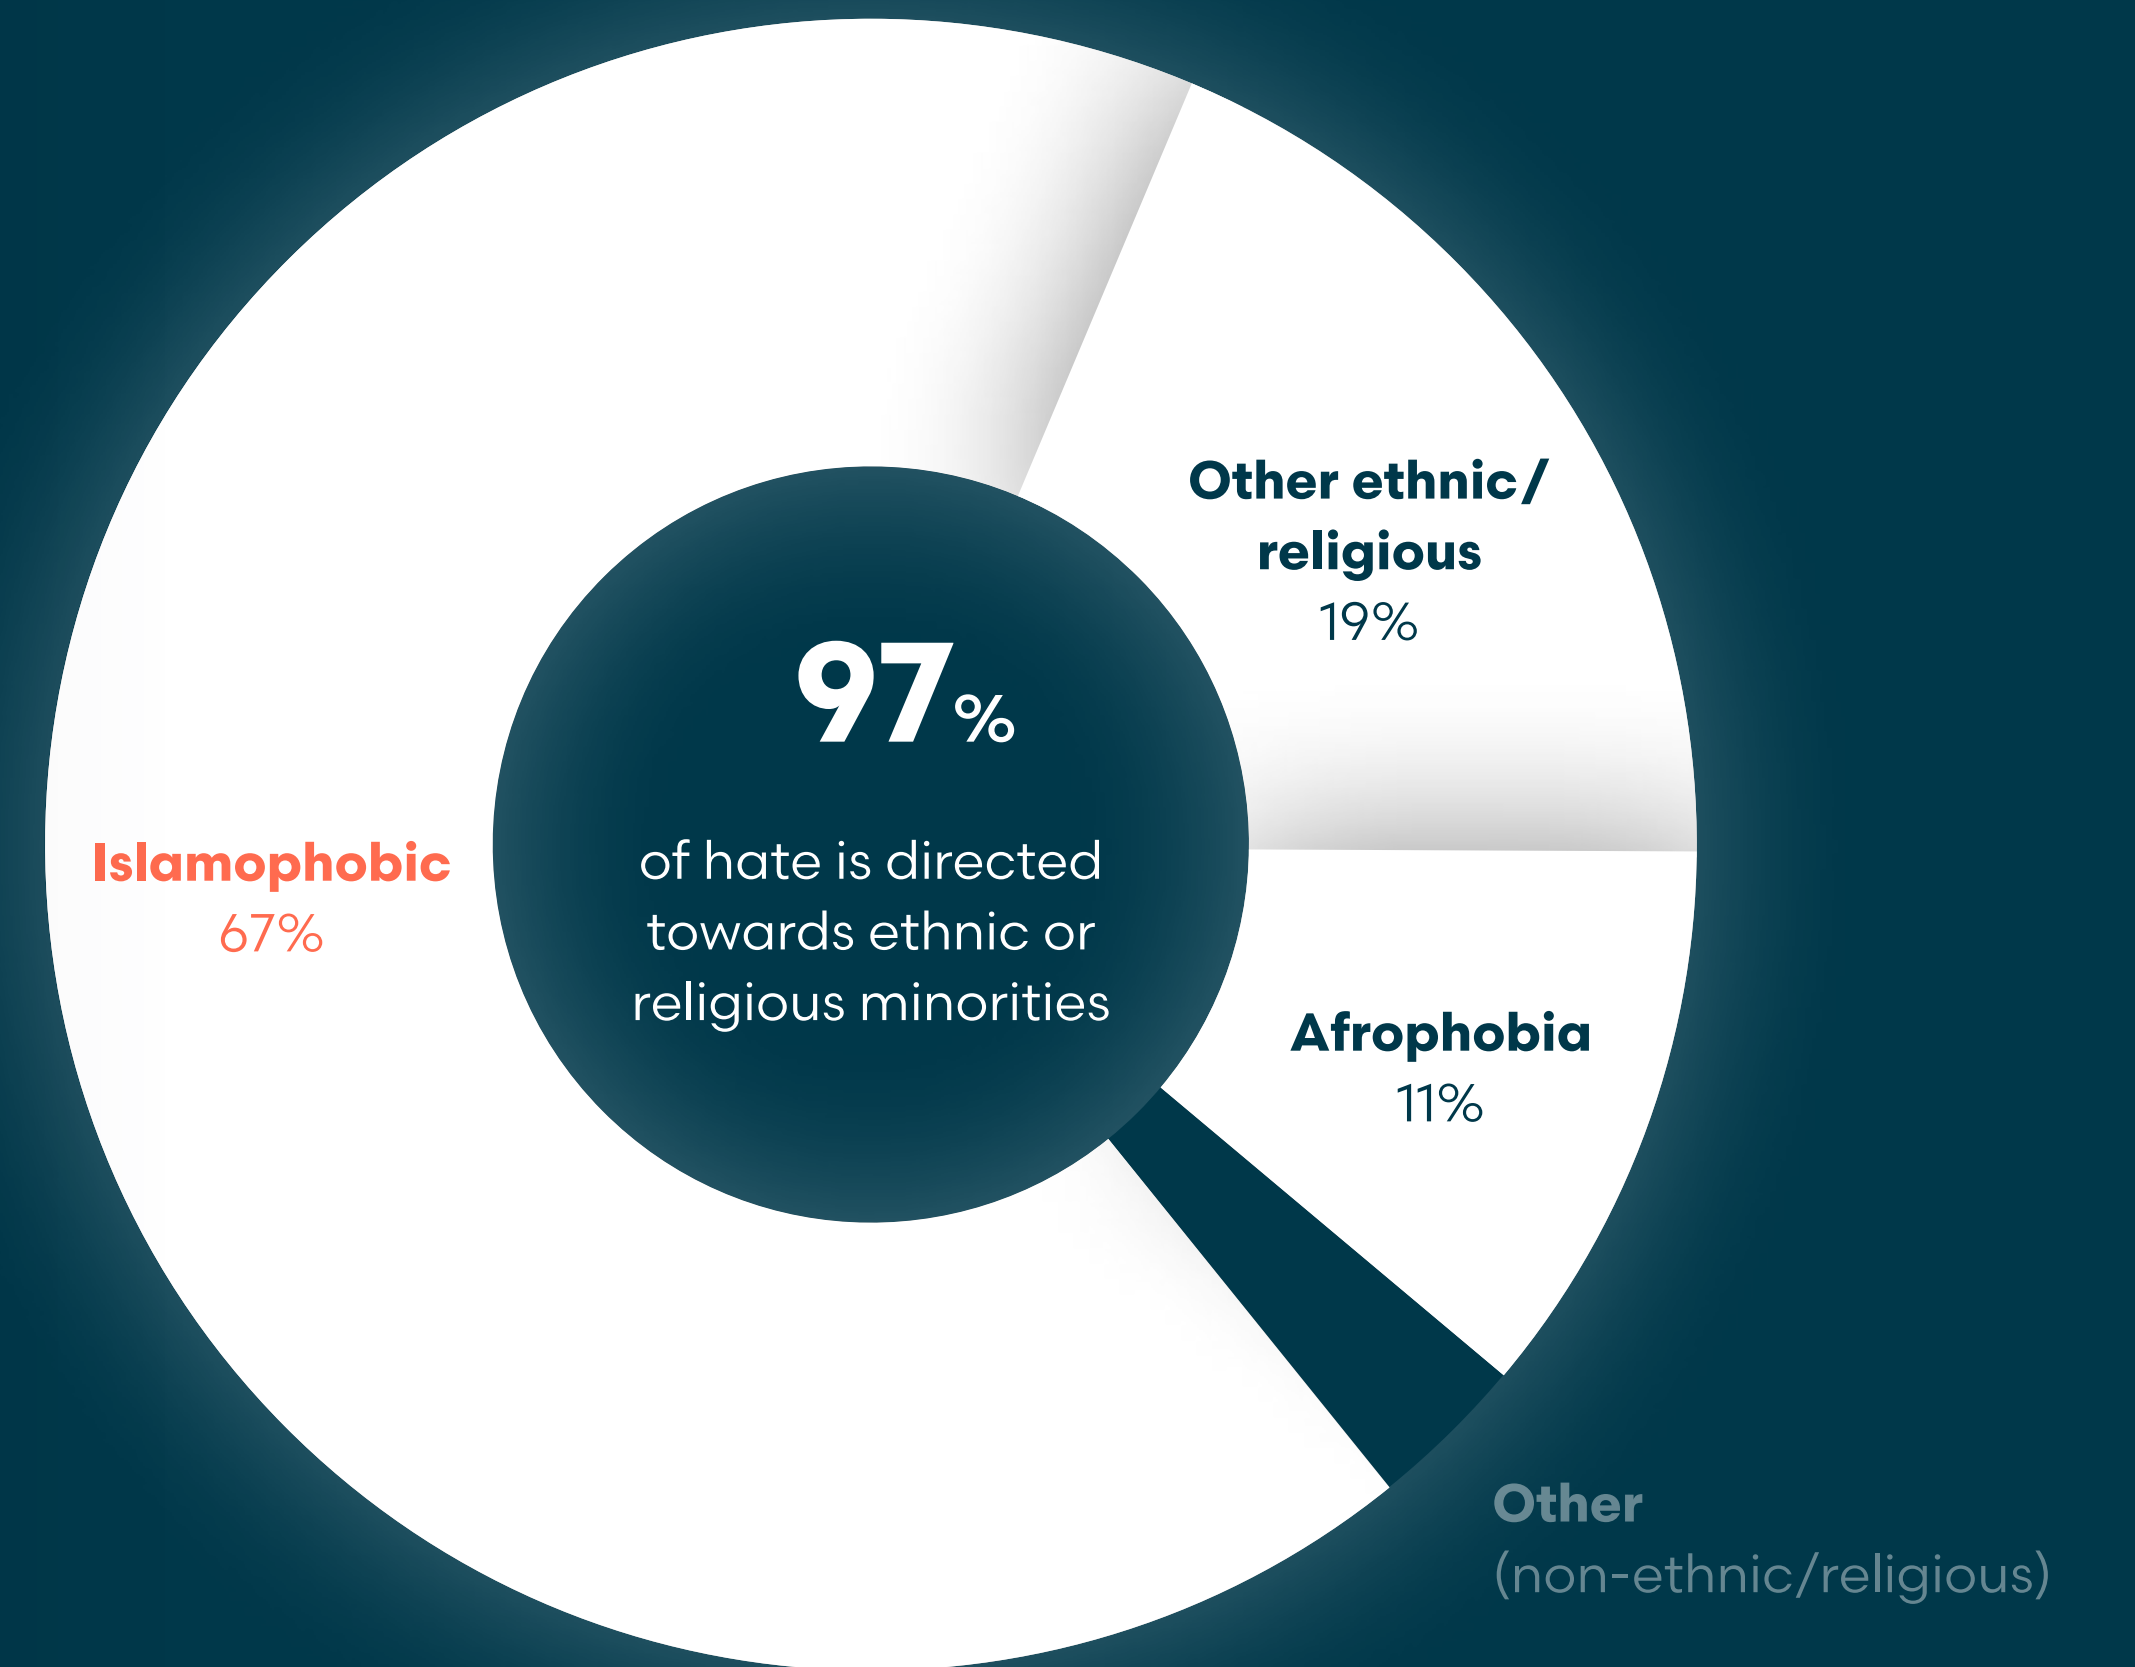 Other ethnic/
religious
19%
97%
of hate is directed
towards ethnic or
religious minorities
Islamophobic
67%
Afrophobia
11%
Other
(non-ethnic/religious)